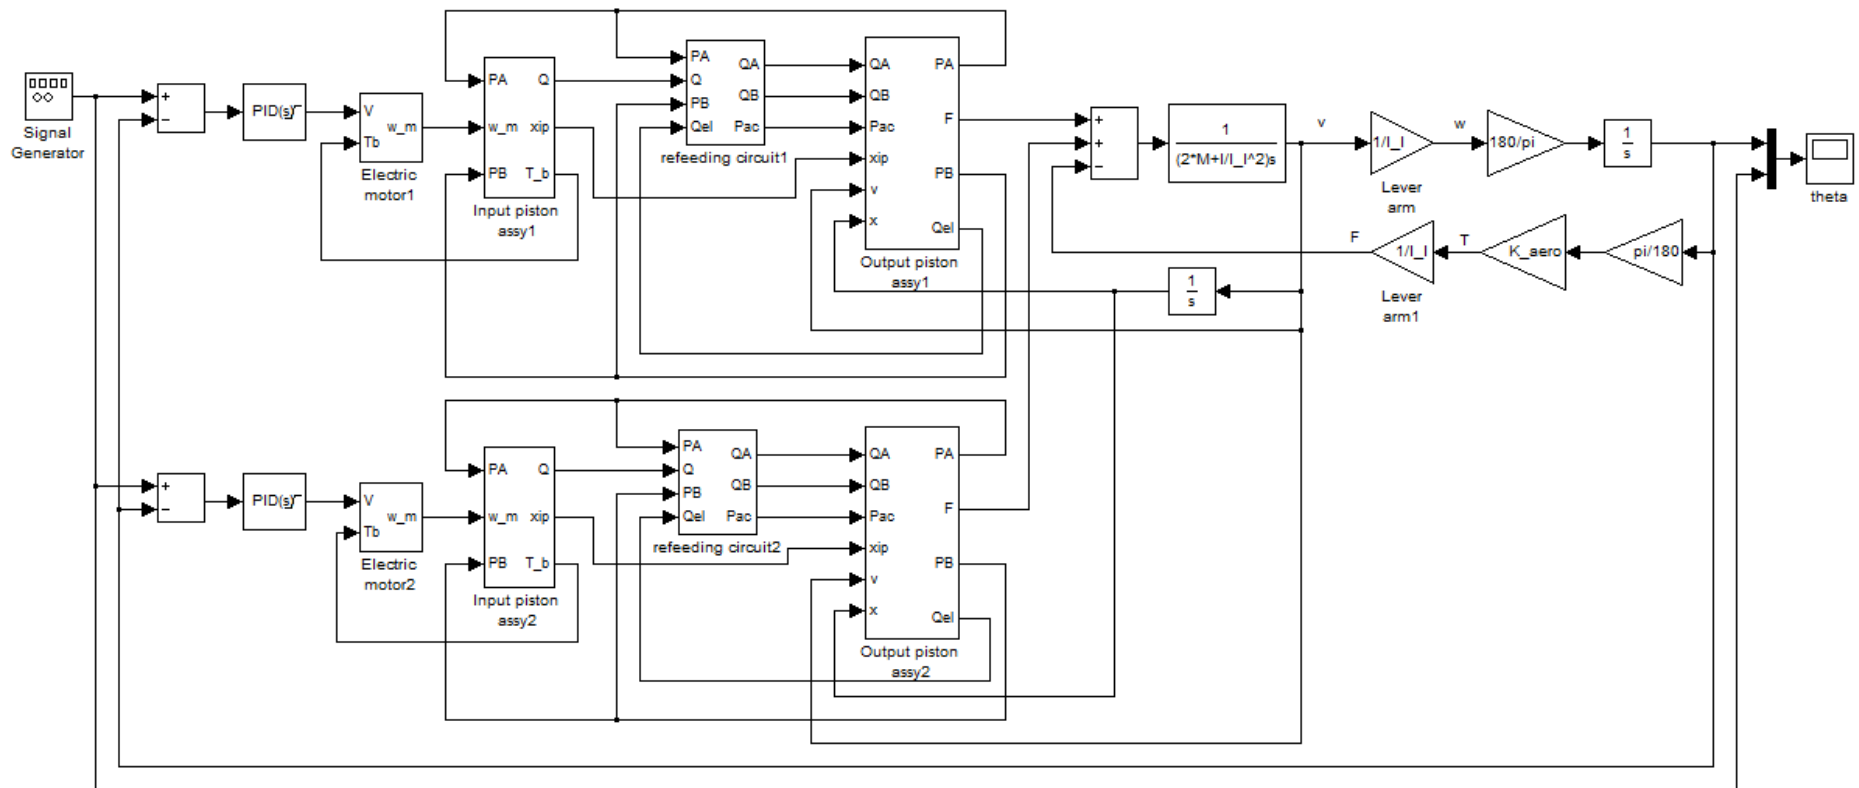 Signal
Generator
+
−
PID(s)
V
Tb
w_m
Electric
motor1
PA
w_m
PB
Q
xip
T_b
Input piston
assy1
PA
Q
PB
Qel
QA
QB
Pac
refeeding circuit1
QA
QB
Pac
xip
v
x
PA
F
PB
Qel
Output piston
assy1
+
+
−
1
(2*M+I/I_I^2)s
v
1/I_I
Lever
arm
w
180/pi
1
s
theta
F
1/I_I
Lever
arm1
T
K_aero
pi/180
1
s
+
−
PID(s)
V
Tb
w_m
Electric
motor2
PA
w_m
PB
Q
xip
T_b
Input piston
assy2
PA
Q
PB
Qel
QA
QB
Pac
refeeding circuit2
QA
QB
Pac
xip
v
x
PA
F
PB
Qel
Output piston
assy2